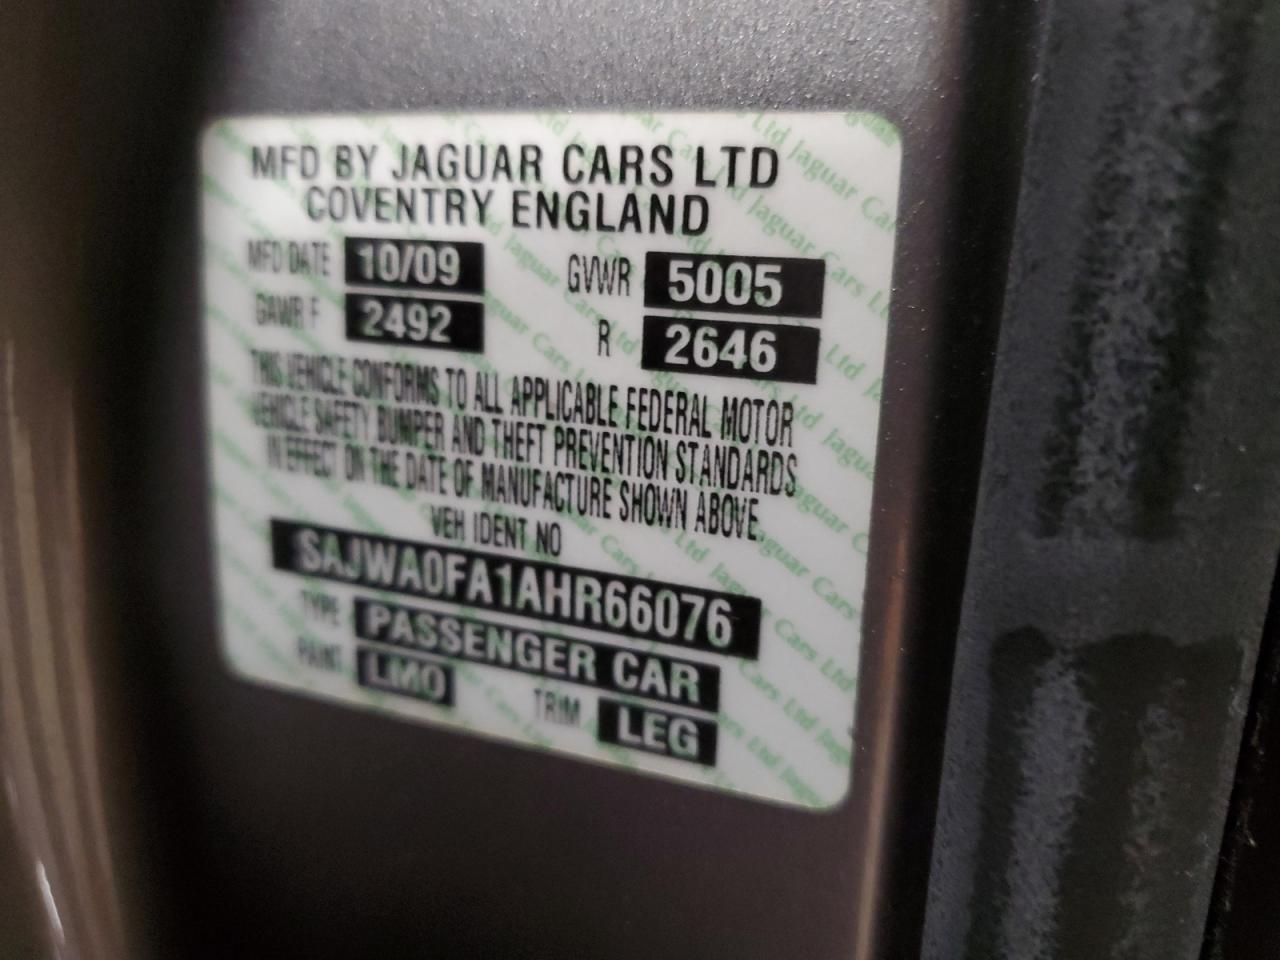 MFD BY JAGUAR CARS LTD
COVENTRY ENGLAND
MFD DATE 10/09 GVWR 5005
GAWR F 2492 R 2646
THIS VEHICLE CONFORMS TO ALL APPLICABLE FEDERAL MOTOR
VEHICLE SAFETY BUMPER AND THEFT PREVENTION STANDARDS
IN EFFECT ON THE DATE OF MANUFACTURE SHOWN ABOVE.
VEH IDENT NO
SAJWA0FA1AHR66076
TYPE PASSENGER CAR
PAINT LMO TRIM LEG